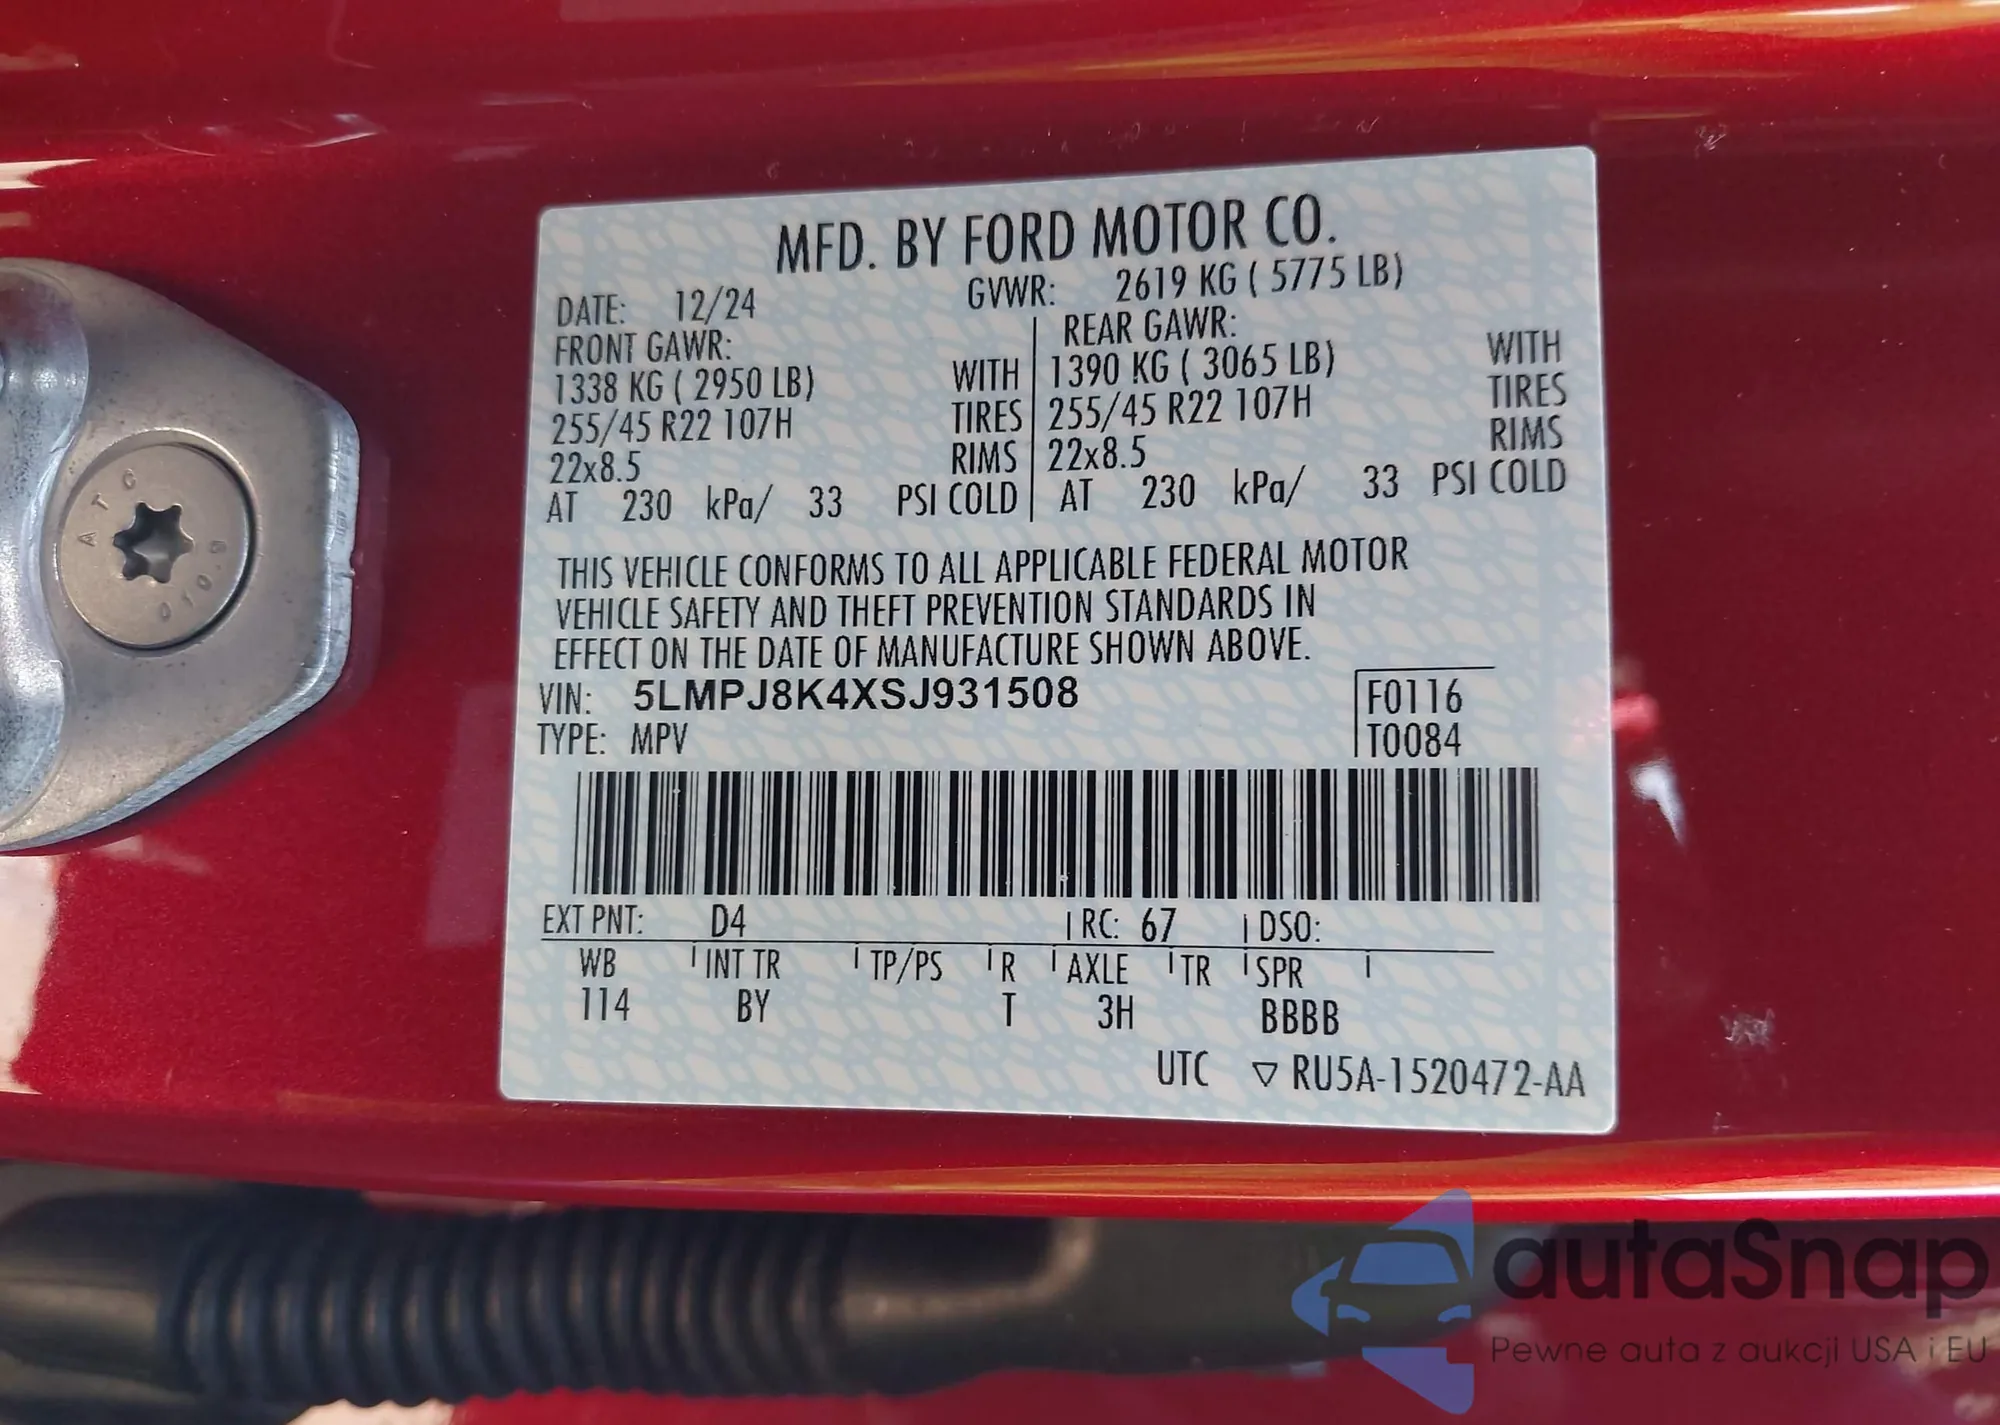 MFD. BY FORD MOTOR CO.
DATE: 12/24 GVWR: 2619 KG ( 5775 LB)
FRONT GAWR: REAR GAWR:
1338 KG ( 2950 LB) WITH 1390 KG ( 3065 LB) WITH
255/45 R22 107H TIRES 255/45 R22 107H TIRES
22x8.5 RIMS 22x8.5 RIMS
AT 230 kPa/ 33 PSI COLD AT 230 kPa/ 33 PSI COLD
THIS VEHICLE CONFORMS TO ALL APPLICABLE FEDERAL MOTOR
VEHICLE SAFETY AND THEFT PREVENTION STANDARDS IN
EFFECT ON THE DATE OF MANUFACTURE SHOWN ABOVE.
VIN: 5LMPJ8K4XSJ931508 F0116
TYPE: MPV T0084
EXT PNT: D4 RC: 67 DSO:
WB INT TR TP/PS R AXLE TR SPR
114 BY T 3H BBBB
UTC ▽ RU5A-1520472-AA
ATC
010.9
autaSnap
Pewne auta z aukcji USA i EU